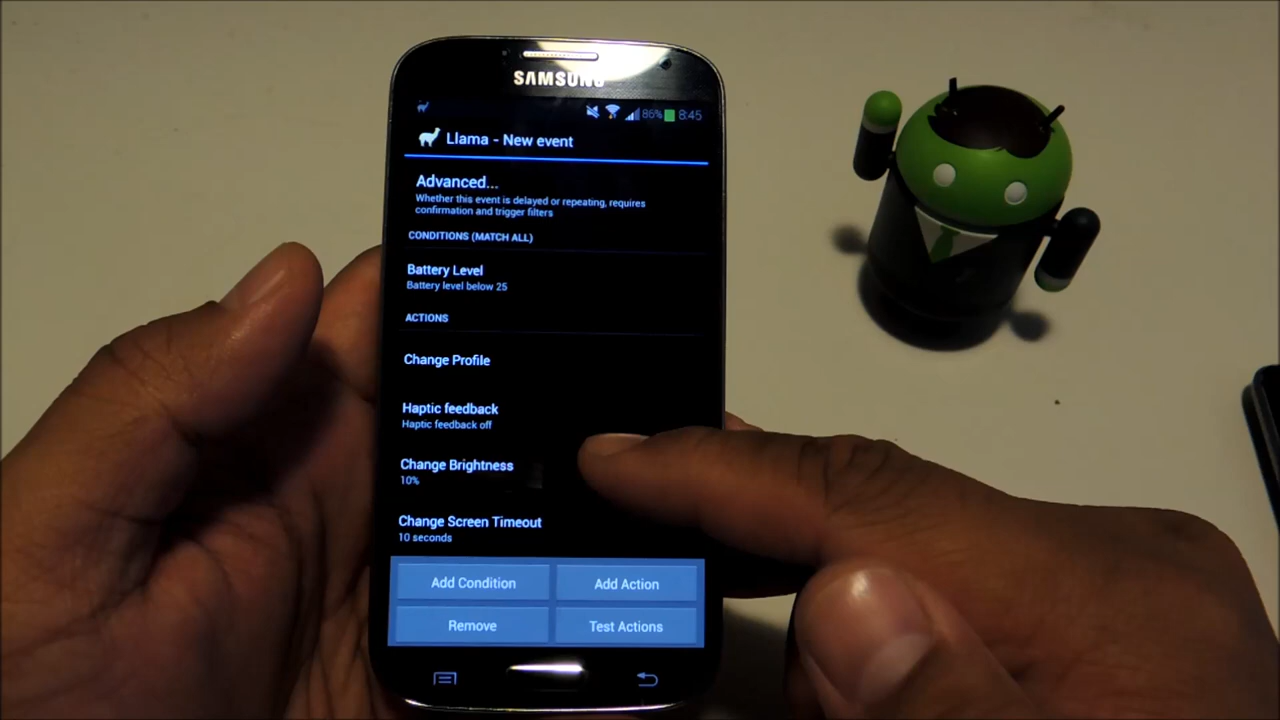 SAMSUNG
86% 8:45
Llama - New event
Advanced...
Whether this event is delayed or repeating, requires
confirmation and trigger filters
CONDITIONS (MATCH ALL)
Battery Level
Battery level below 25
ACTIONS
Change Profile
Haptic feedback
Haptic feedback off
Change Brightness
10%
Change Screen Timeout
10 seconds
Add Condition Add Action
Remove Test Actions